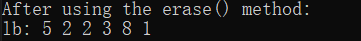 After using the erase() method:
lb: 5 2 2 3 8 1